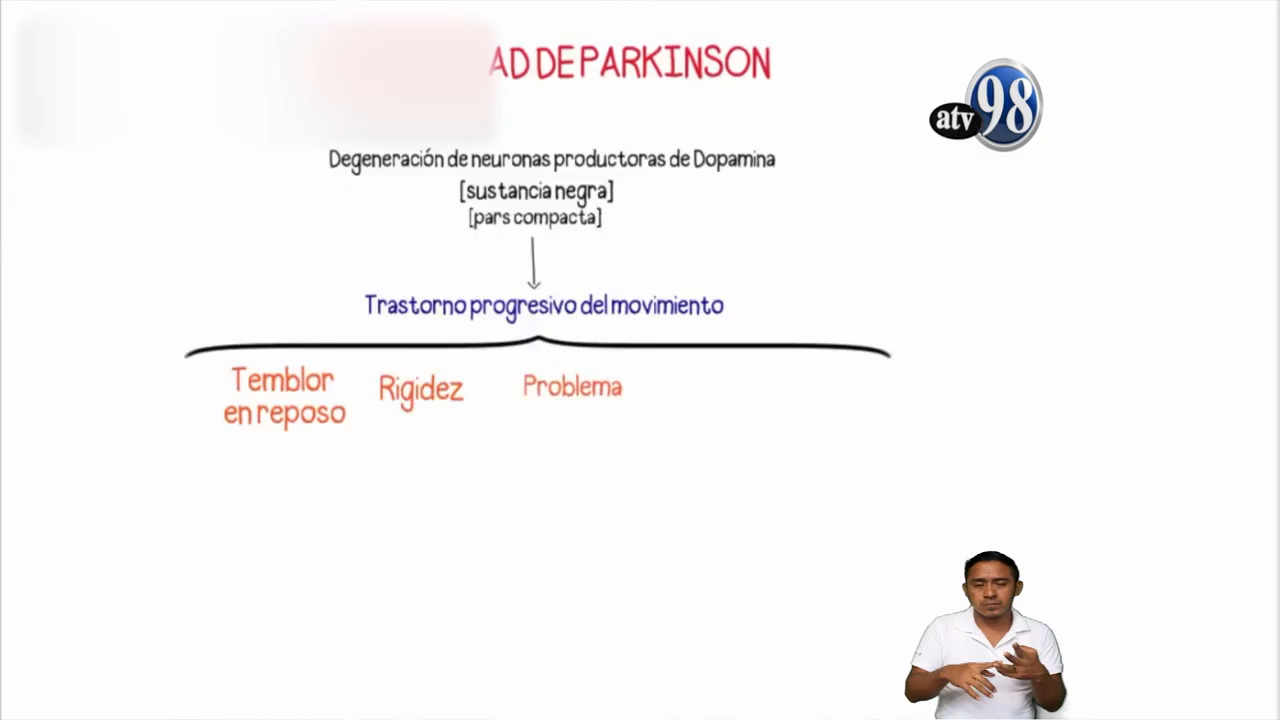 AD DE PARKINSON
atv 98
Degeneración de neuronas productoras de Dopamina
[sustancia negra]
[pars compacta]
Trastorno progresivo del movimiento
Temblor
en reposo
Rigidez
Problema